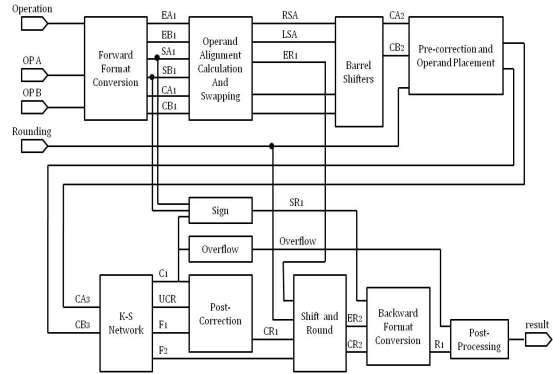 Operation
OP A
OP B
Rounding
Forward
Format
Conversion
EA1
EB1
SA1
SB1
CA1
CB1
Operand
Alignment
Calculation
And
Swapping
RSA
LSA
ER1
Barrel
Shifters
CA2
CB2
Pre-correction and
Operand Placement
Sign
SR1
Overflow
Overflow
CA3
CB3
K-S
Network
C1
UCR
F1
F2
Post-
Correction
CR1
Shift and
Round
ER2
CR2
Backward
Format
Conversion
R1
Post-
Processing
result